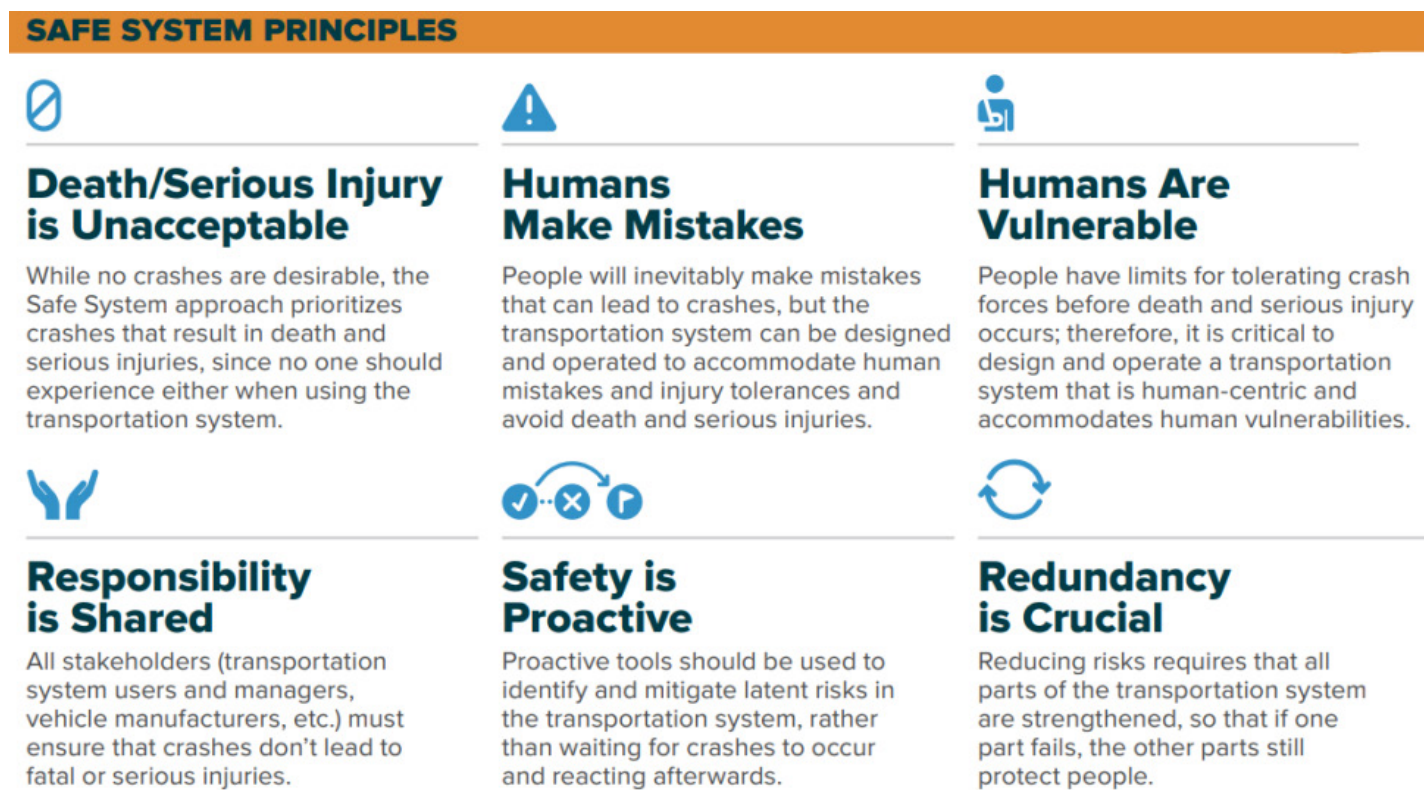 SAFE SYSTEM PRINCIPLES
Death/Serious Injury
is Unacceptable
While no crashes are desirable, the
Safe System approach prioritizes
crashes that result in death and
serious injuries, since no one should
experience either when using the
transportation system.
Humans
Make Mistakes
People will inevitably make mistakes
that can lead to crashes, but the
transportation system can be designed
and operated to accommodate human
mistakes and injury tolerances and
avoid death and serious injuries.
Humans Are
Vulnerable
People have limits for tolerating crash
forces before death and serious injury
occurs; therefore, it is critical to
design and operate a transportation
system that is human-centric and
accommodates human vulnerabilities.
Responsibility
is Shared
All stakeholders (transportation
system users and managers,
vehicle manufacturers, etc.) must
ensure that crashes don’t lead to
fatal or serious injuries.
Safety is
Proactive
Proactive tools should be used to
identify and mitigate latent risks in
the transportation system, rather
than waiting for crashes to occur
and reacting afterwards.
Redundancy
is Crucial
Reducing risks requires that all
parts of the transportation system
are strengthened, so that if one
part fails, the other parts still
protect people.